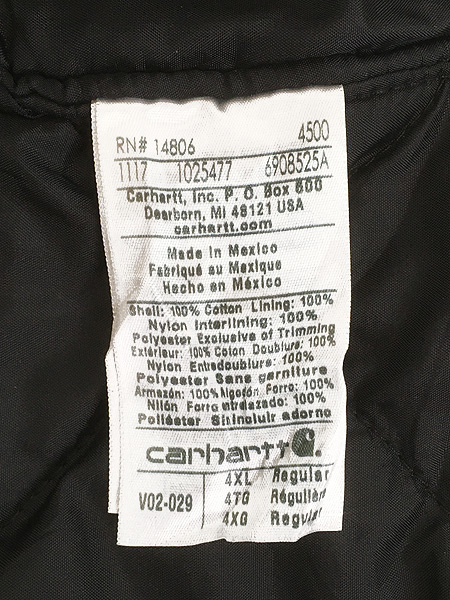 RN# 14806 4500
1117 1025477 6908525A
Carhartt, Inc. P. O. Box 600
Dearborn, MI 48121 USA
carhartt.com
Made in Mexico
Fabriqué au Mexique
Hecho en México
Shell: 100% Cotton Lining: 100%
Nylon Interlining: 100%
Polyester Exclusive of Trimming
Extérieur: 100% Coton Doublure: 100%
Nylon Entredoublure: 100%
Polyester Sans garniture
Armazón: 100% Algodón Forro: 100%
Nilón Forro entrelazado: 100%
Poliéster Sin incluir adorno
carhartt
V02-029
4XL Regular
4TG Régulière
4XG Regular